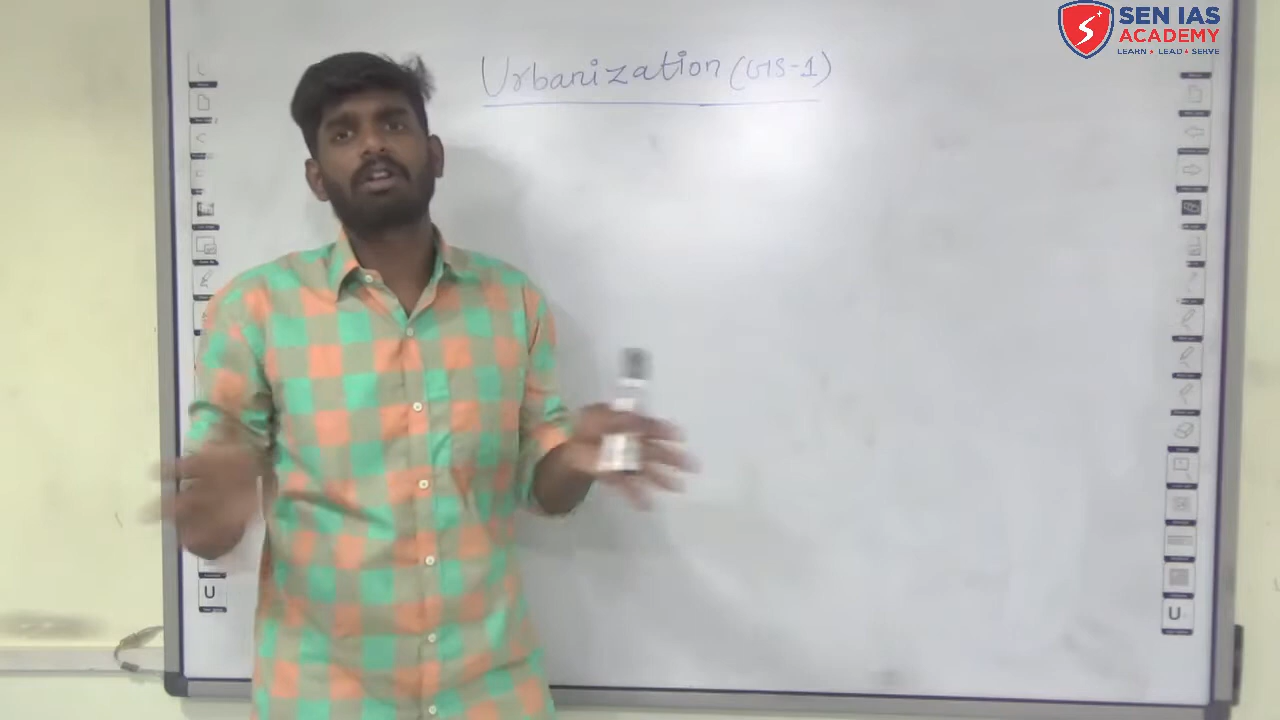 SEN IAS
ACADEMY
LEARN ★ LEAD ★ SERVE
Urbanization (GS-1)
U
U